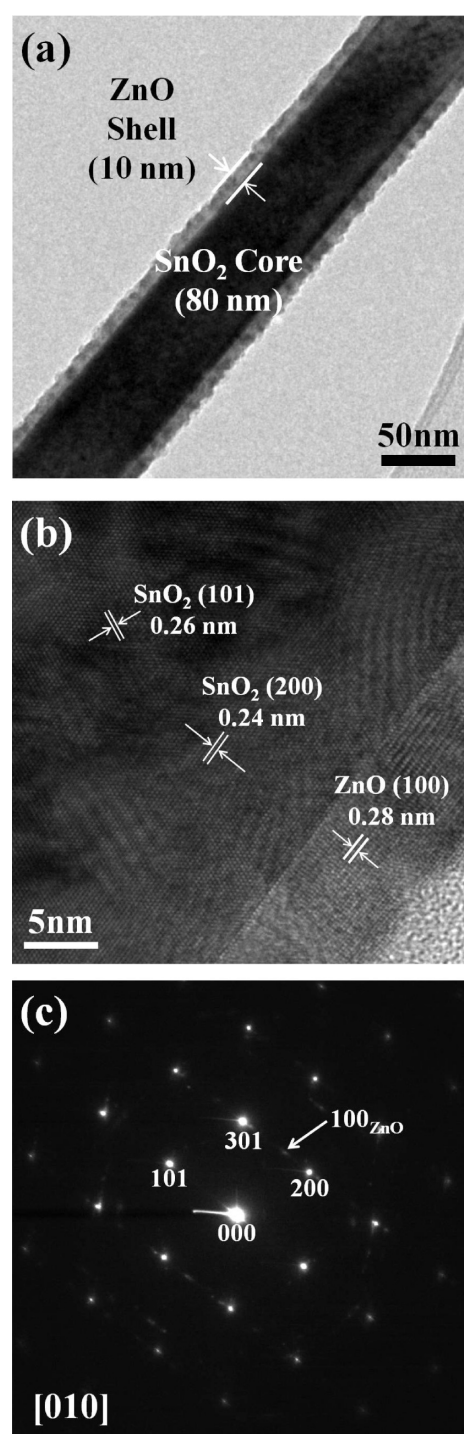 (a)
ZnO
Shell
(10 nm)
SnO₂ Core
(80 nm)
50nm
(b)
SnO₂ (101)
0.26 nm
SnO₂ (200)
0.24 nm
ZnO (100)
0.28 nm
5nm
(c)
100ZnO
301
101
200
000
[010]